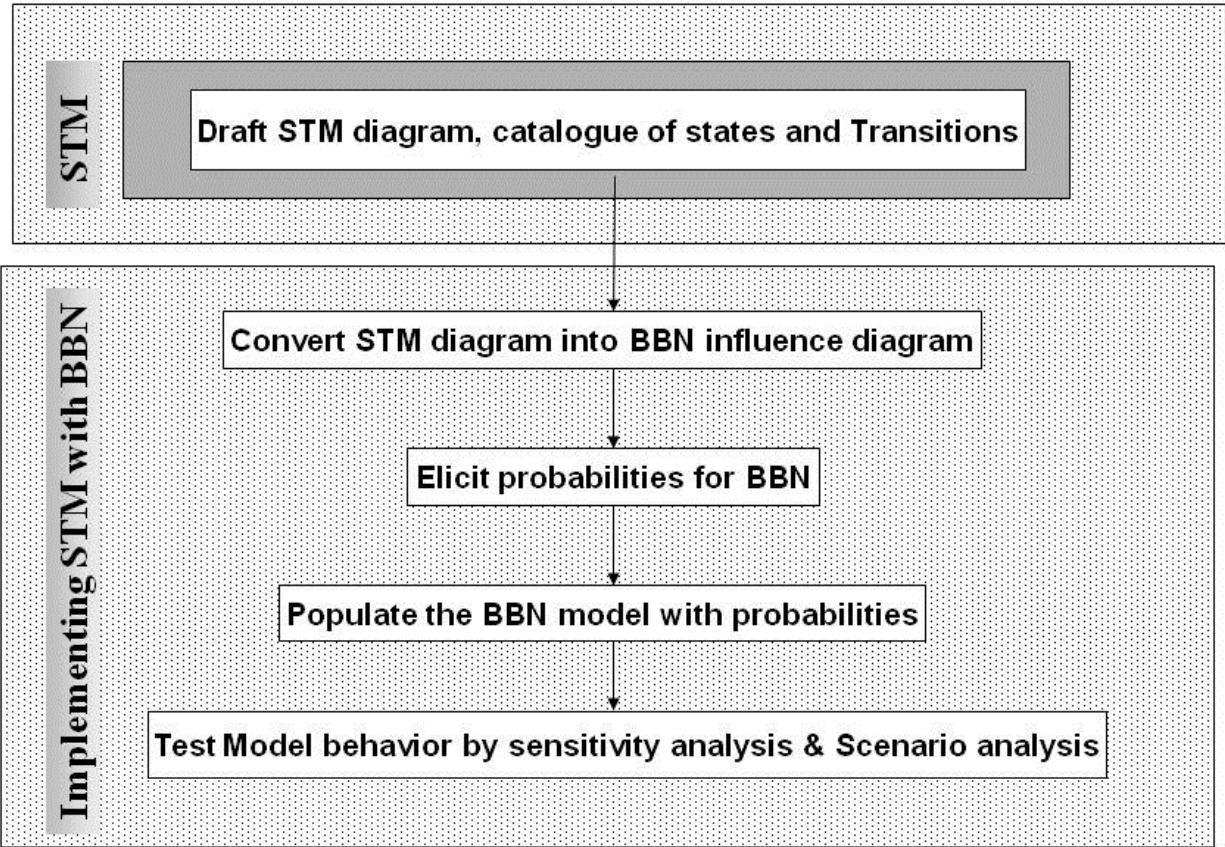 STM
Draft STM diagram, catalogue of states and Transitions
Implementing STM with BBN
Convert STM diagram into BBN influence diagram
Elicit probabilities for BBN
Populate the BBN model with probabilities
Test Model behavior by sensitivity analysis & Scenario analysis